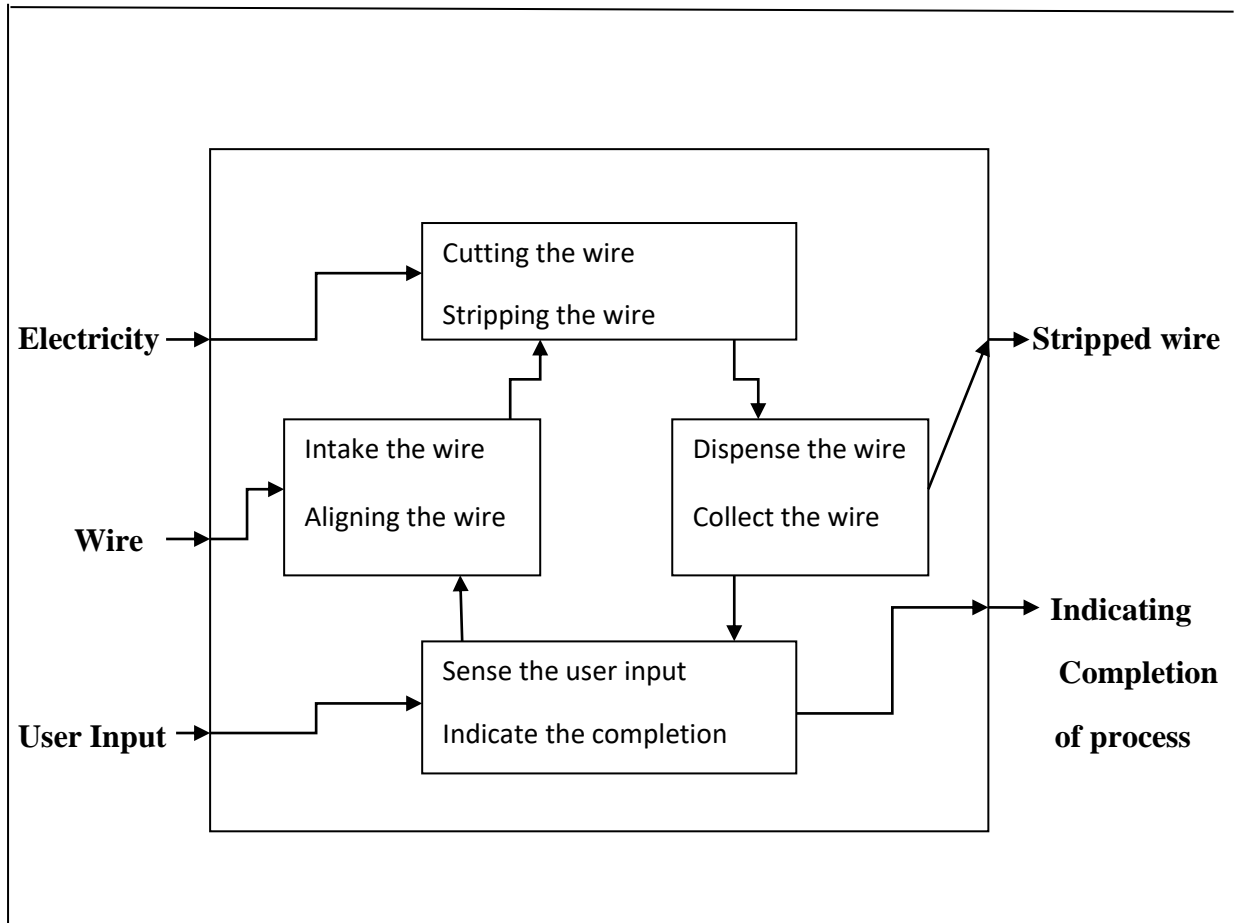 Cutting the wire
Stripping the wire
Electricity
Stripped wire
Intake the wire
Aligning the wire
Dispense the wire
Collect the wire
Wire
Indicating
Completion
of process
Sense the user input
Indicate the completion
User Input